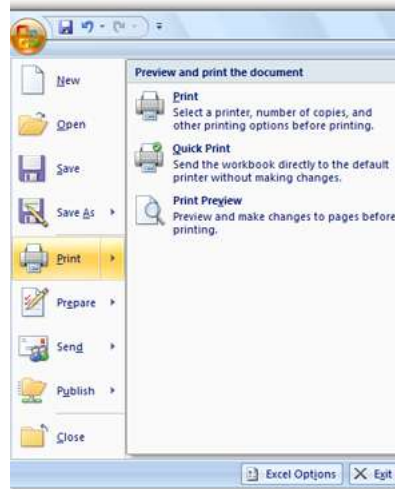 New
Open
Save
Save As
Print
Prepare
Send
Publish
Close
Preview and print the document
Print
Select a printer, number of copies, and
other printing options before printing.
Quick Print
Send the workbook directly to the default
printer without making changes.
Print Preview
Preview and make changes to pages before
printing.
Excel Options
Exit